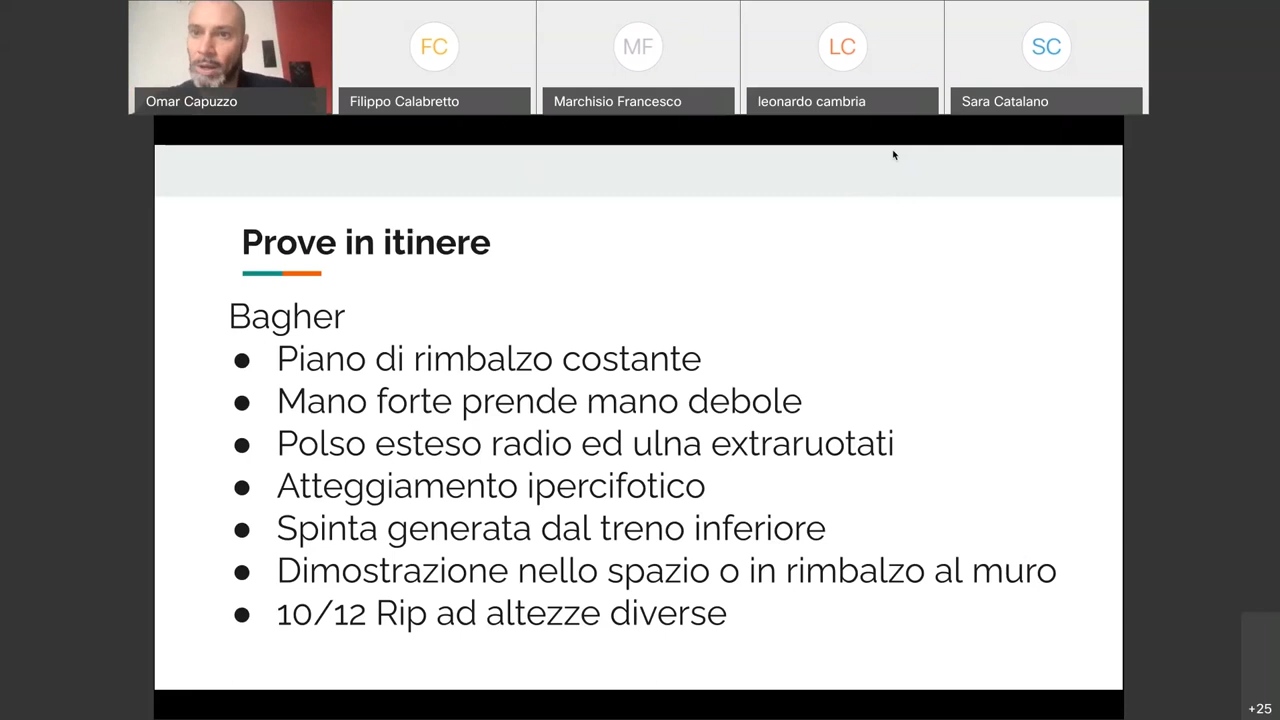 FC
MF
LC
SC
Omar Capuzzo
Filippo Calabretto
Marchisio Francesco
leonardo cambria
Sara Catalano
Prove in itinere
Bagher
● Piano di rimbalzo costante
● Mano forte prende mano debole
● Polso esteso radio ed ulna extraruotati
● Atteggiamento ipercifotico
● Spinta generata dal treno inferiore
● Dimostrazione nello spazio o in rimbalzo al muro
● 10/12 Rip ad altezze diverse
+25